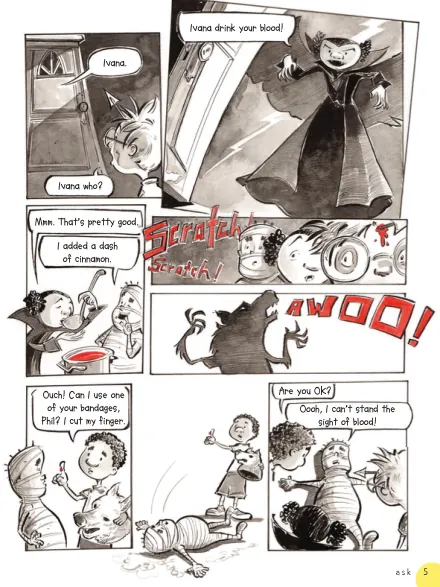 Ivana.
Ivana who?
Ivana drink your blood!
Mmm. That's pretty good.
I added a dash
of cinnamon.
Scratch!
Scratch!
AWOO!
Ouch! Can I use one
of your bandages,
Phil? I cut my finger.
Are you OK?
Oooh, I can't stand the
sight of blood!
ask 5